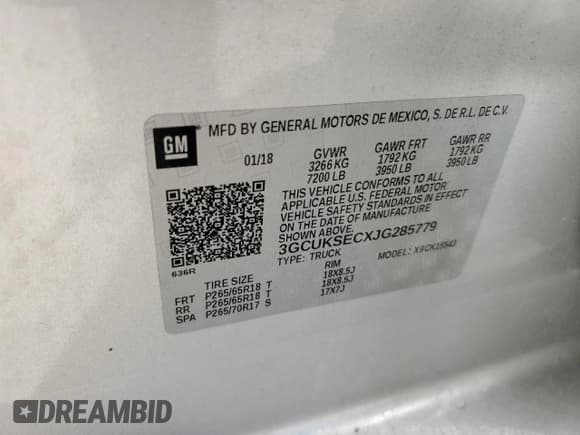 GM
MFD BY GENERAL MOTORS DE MEXICO, S. DE R.L. DE C.V.
01/18 GVWR GAWR FRT GAWR RR
3266 KG 1792 KG 1792 KG
7200 LB 3950 LB 3950 LB
THIS VEHICLE CONFORMS TO ALL
APPLICABLE U.S. FEDERAL MOTOR
VEHICLE SAFETY STANDARDS IN EFFECT
ON THE DATE OF MANUFACTURE
SHOWN ABOVE.
3GCUKSECXJG285779
TYPE: TRUCK MODEL: X9CK15543
636R
TIRE SIZE RIM
FRT P265/65R18 T 18X8.5J
RR P265/65R18 T 18X8.5J
SPA P265/70R17 S 17X7J
DREAMBID